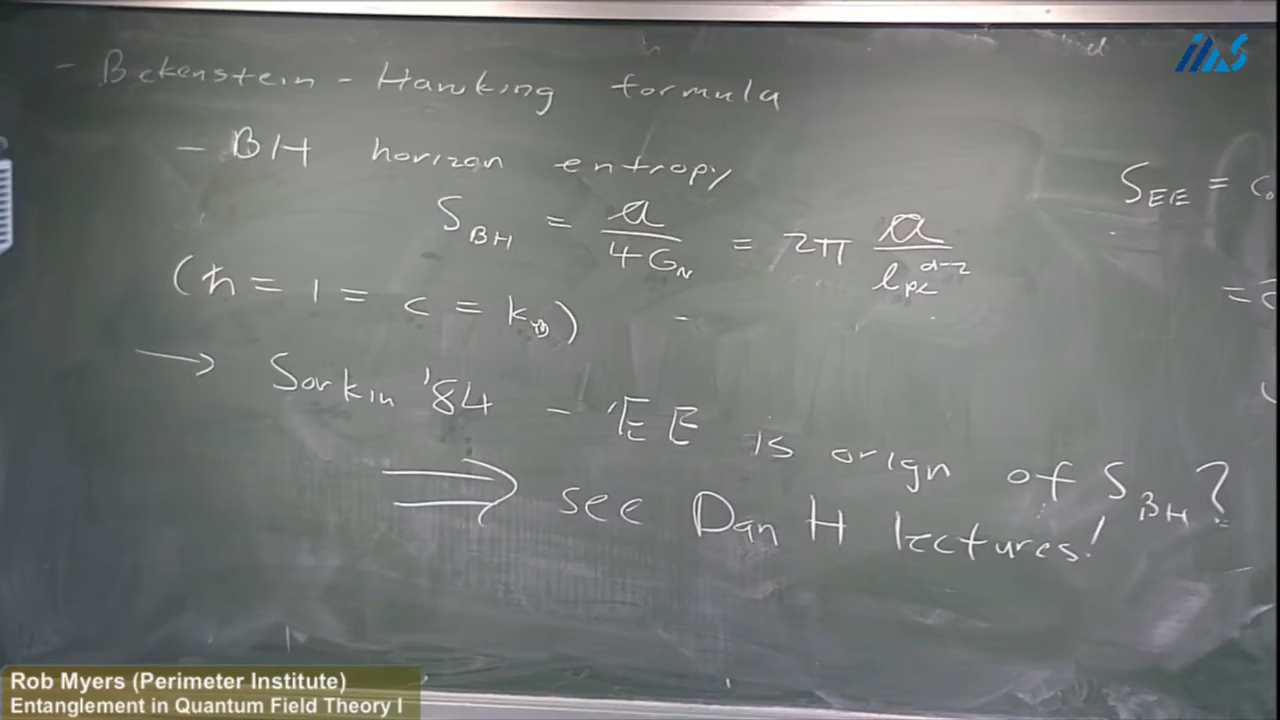 - Bekenstein - Hawking formula
- BH horizon entropy
S_BH = a / 4G_N = 2π a / l_PL^{d-2}
(ħ = 1 = c = k_B)
→ Sorkin '84 - 'EE is orign of S_BH?
⟹ see Dan H lectures!
S_EE = c
=
IAS
Rob Myers (Perimeter Institute)
Entanglement in Quantum Field Theory I